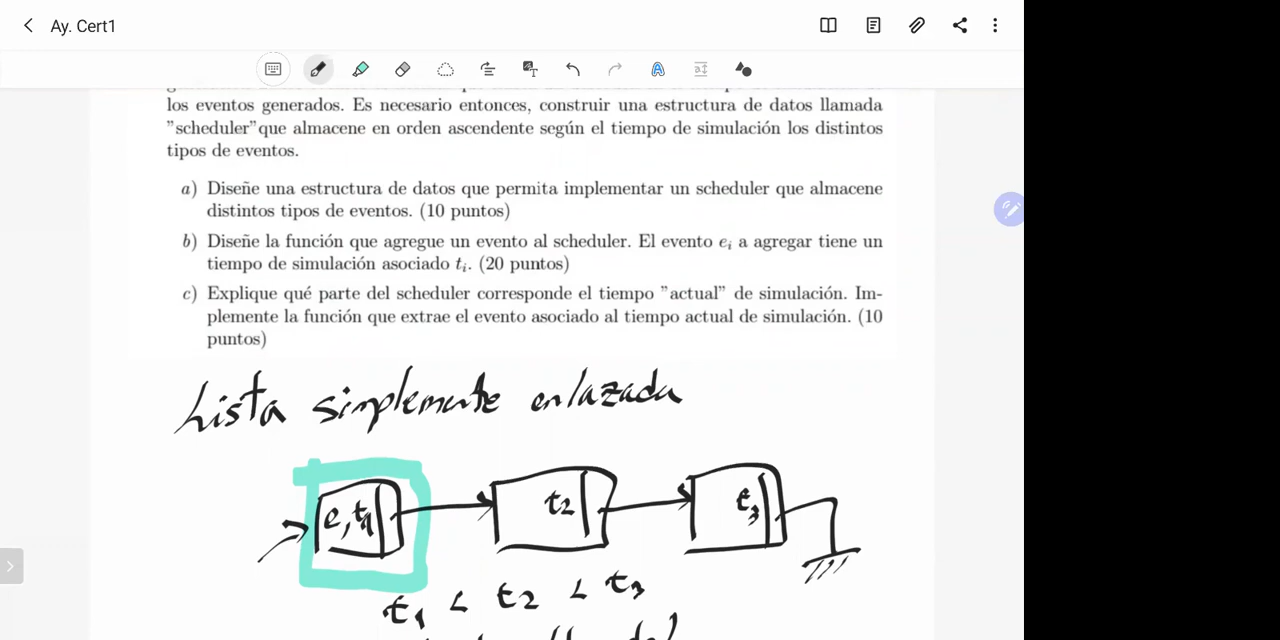 Ay. Cert1
los eventos generados. Es necesario entonces, construir una estructura de datos llamada
"scheduler"que almacene en orden ascendente según el tiempo de simulación los distintos
tipos de eventos.
a) Diseñe una estructura de datos que permita implementar un scheduler que almacene
distintos tipos de eventos. (10 puntos)
b) Diseñe la función que agregue un evento al scheduler. El evento eᵢ a agregar tiene un
tiempo de simulación asociado tᵢ. (20 puntos)
c) Explique qué parte del scheduler corresponde el tiempo "actual" de simulación. Im-
plemente la función que extrae el evento asociado al tiempo actual de simulación. (10
puntos)
Lista simplemente enlazada
e, t1 t2 t3
t1 < t2 < t3